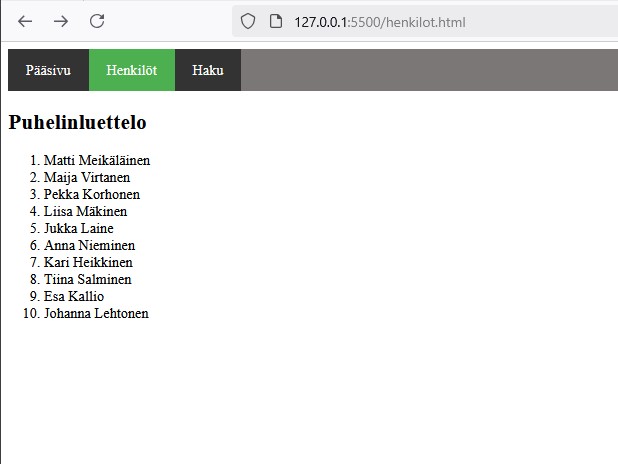 127.0.0.1:5500/henkilot.html
Pääsivu Henkilöt Haku
Puhelinluettelo
1. Matti Meikäläinen
2. Maija Virtanen
3. Pekka Korhonen
4. Liisa Mäkinen
5. Jukka Laine
6. Anna Nieminen
7. Kari Heikkinen
8. Tiina Salminen
9. Esa Kallio
10. Johanna Lehtonen